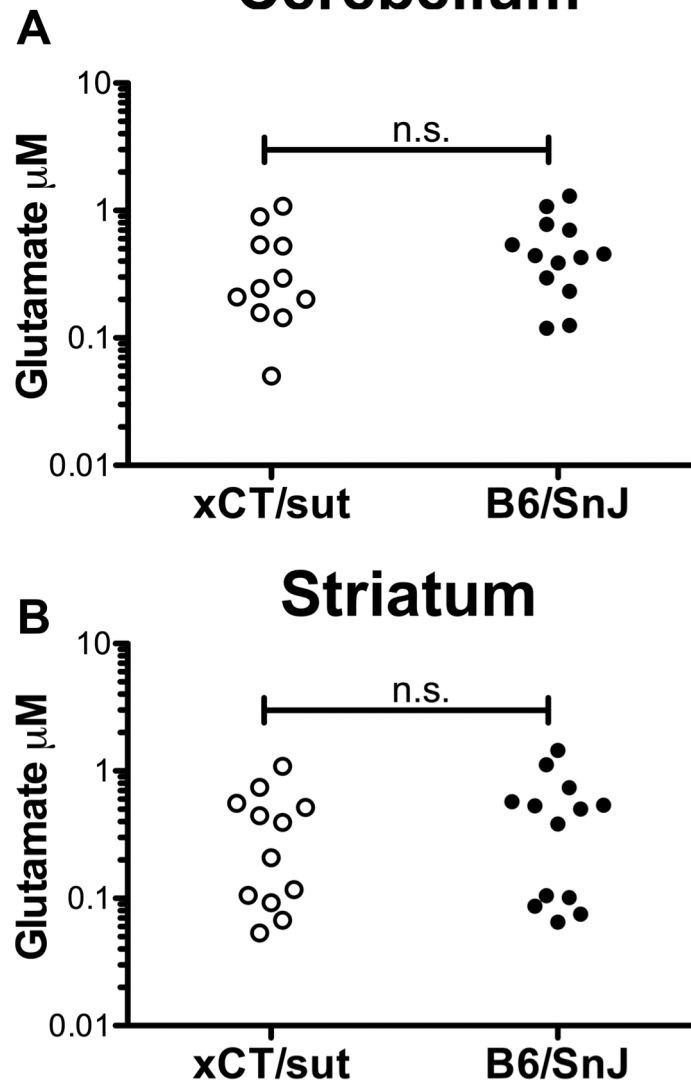 Cerebellum
A
10
n.s.
1
0.1
0.01
Glutamate μM
xCT/sut
B6/SnJ
B
Striatum
10
n.s.
1
0.1
0.01
Glutamate μM
xCT/sut
B6/SnJ